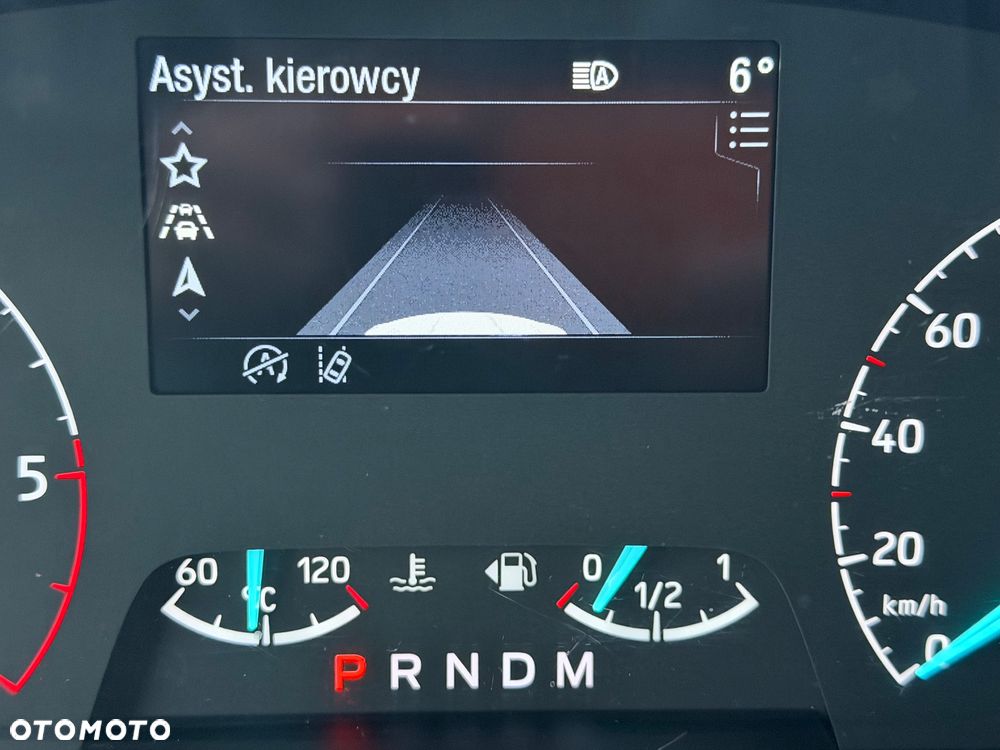 Asyst. kierowcy A 6°
A
5
60
40
20
km/h
0
60 120
°C
0 1/2 1
P R N D M
OTOMOTO